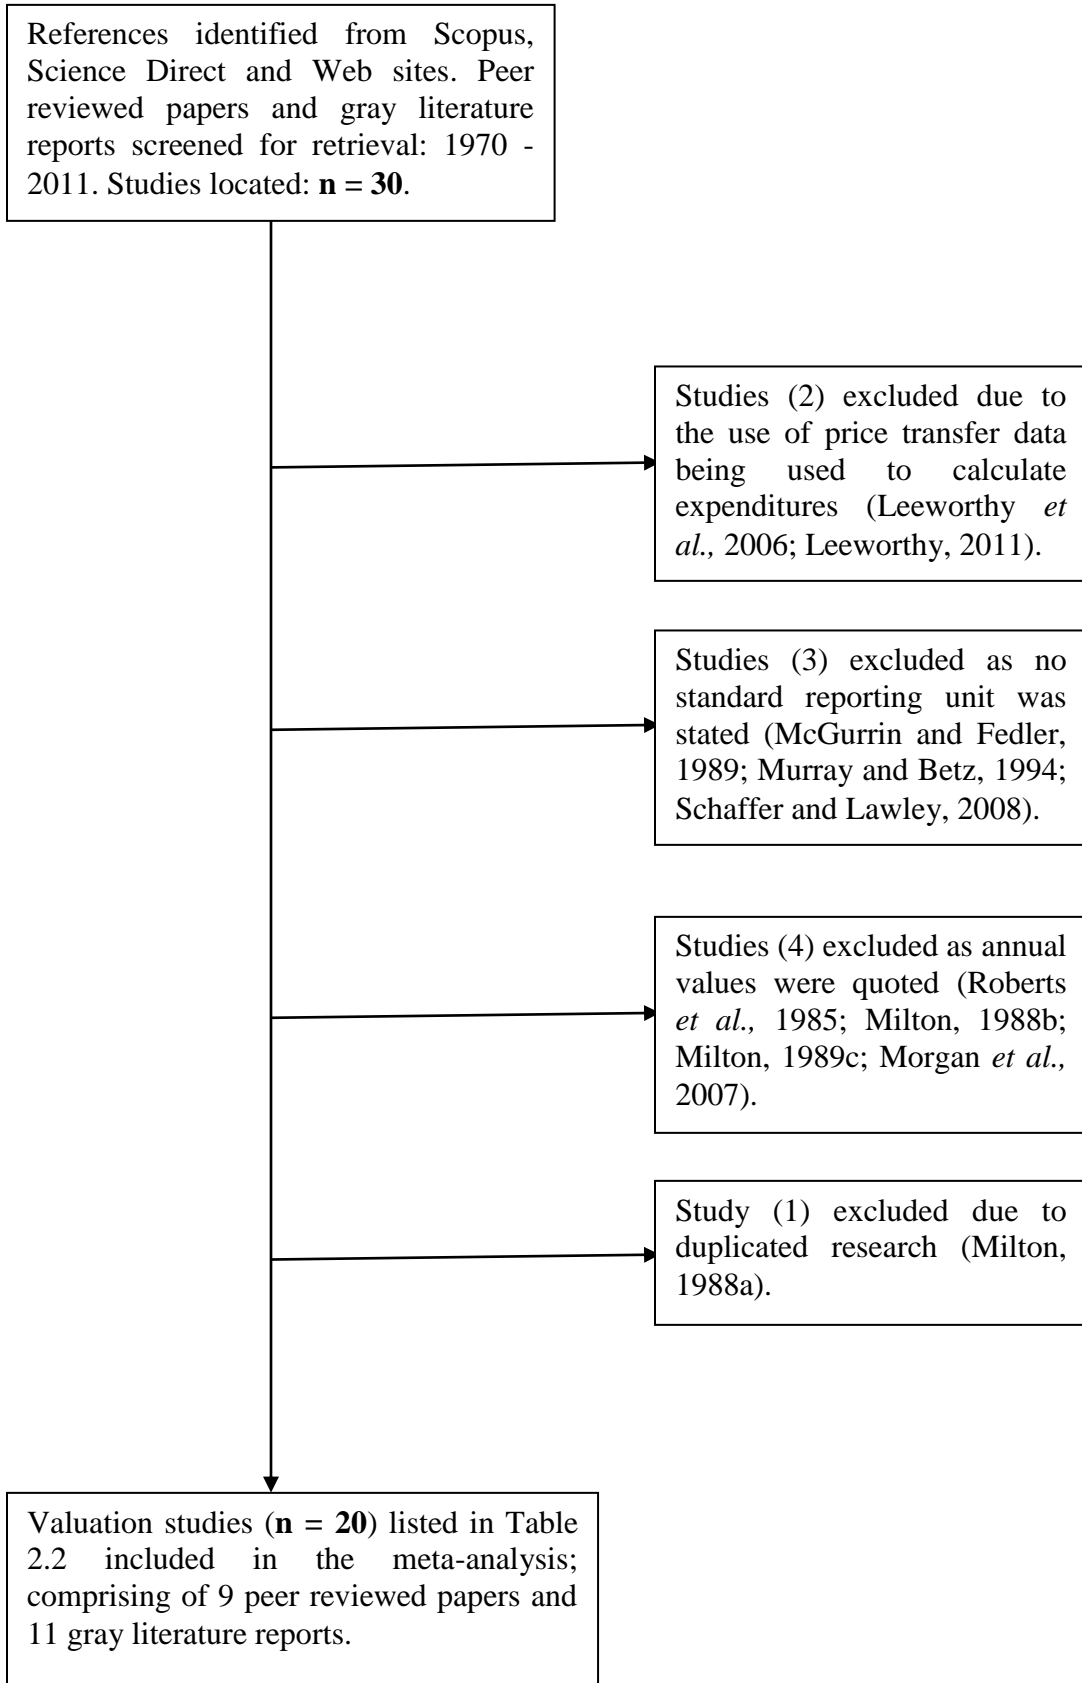 References identified from Scopus,
Science Direct and Web sites. Peer
reviewed papers and gray literature
reports screened for retrieval: 1970 -
2011. Studies located: n = 30.
Studies (2) excluded due to
the use of price transfer data
being used to calculate
expenditures (Leeworthy et
al., 2006; Leeworthy, 2011).
Studies (3) excluded as no
standard reporting unit was
stated (McGurrin and Fedler,
1989; Murray and Betz, 1994;
Schaffer and Lawley, 2008).
Studies (4) excluded as annual
values were quoted (Roberts
et al., 1985; Milton, 1988b;
Milton, 1989c; Morgan et al.,
2007).
Study (1) excluded due to
duplicated research (Milton,
1988a).
Valuation studies (n = 20) listed in Table
2.2 included in the meta-analysis;
comprising of 9 peer reviewed papers and
11 gray literature reports.